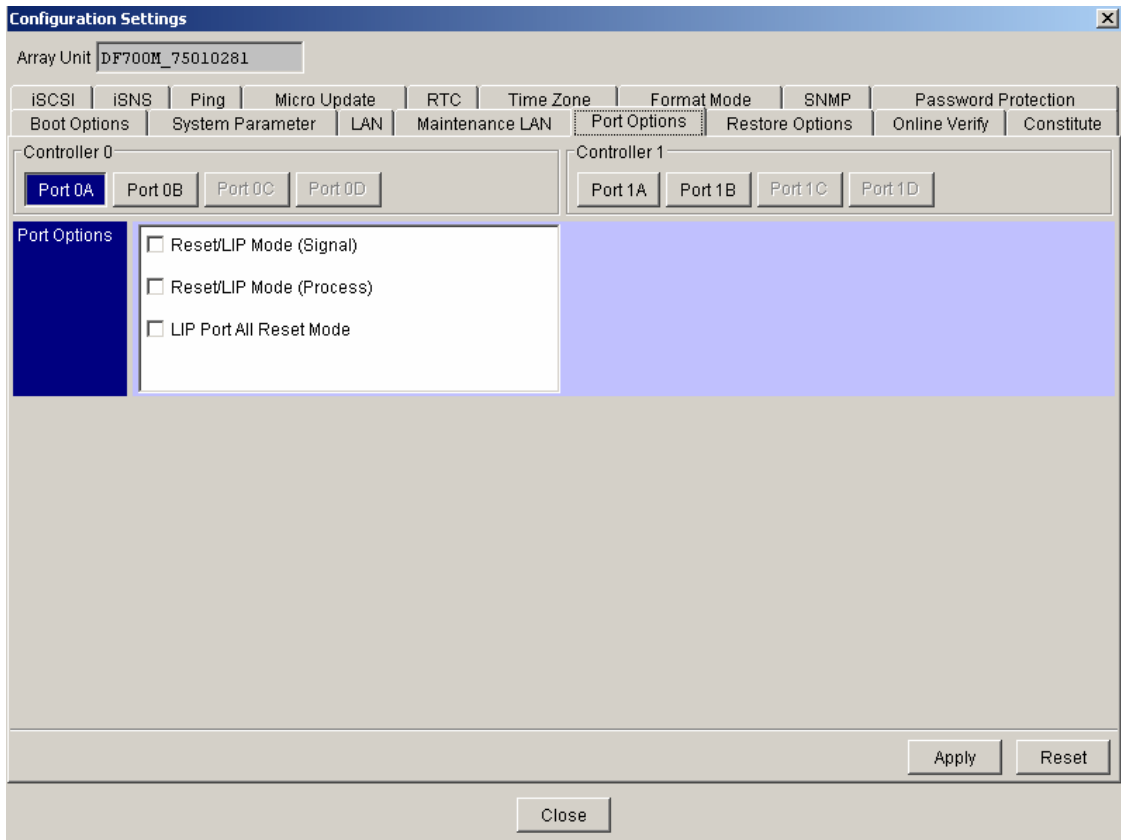 Configuration Settings
Array Unit DF700M_75010281
iSCSI iSNS Ping Micro Update RTC Time Zone Format Mode SNMP Password Protection
Boot Options System Parameter LAN Maintenance LAN Port Options Restore Options Online Verify Constitute
Controller 0 Controller 1
Port 0A Port 0B Port 0C Port 0D Port 1A Port 1B Port 1C Port 1D
Port Options
Reset/LIP Mode (Signal)
Reset/LIP Mode (Process)
LIP Port All Reset Mode
Apply Reset
Close